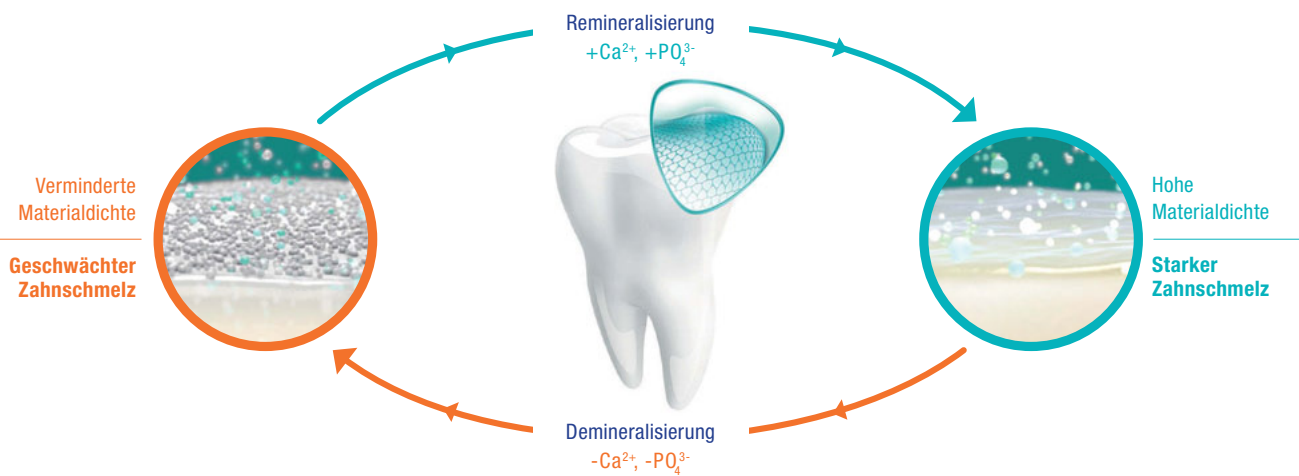 Remineralisierung
+Ca²⁺, +PO₄³⁻
Verminderte
Materialdichte
Geschwächter
Zahnschmelz
Hohe
Materialdichte
Starker
Zahnschmelz
Demineralisierung
-Ca²⁺, -PO₄³⁻